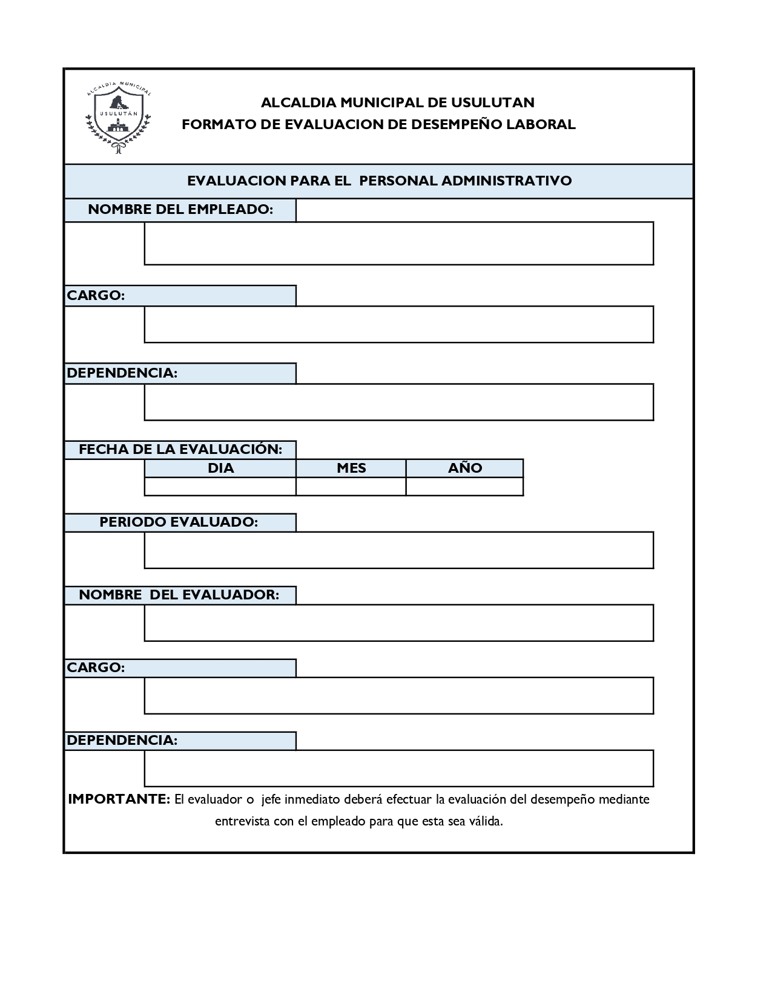 ALCALDIA MUNICIPAL
USULUTÁN
ALCALDIA MUNICIPAL DE USULUTAN
FORMATO DE EVALUACION DE DESEMPEÑO LABORAL
EVALUACION PARA EL  PERSONAL ADMINISTRATIVO
NOMBRE DEL EMPLEADO:
CARGO:
DEPENDENCIA:
FECHA DE LA EVALUACIÓN:
DIA MES AÑO
PERIODO EVALUADO:
NOMBRE  DEL EVALUADOR:
CARGO:
DEPENDENCIA:
IMPORTANTE: El evaluador o  jefe inmediato deberá efectuar la evaluación del desempeño mediante
entrevista con el empleado para que esta sea válida.